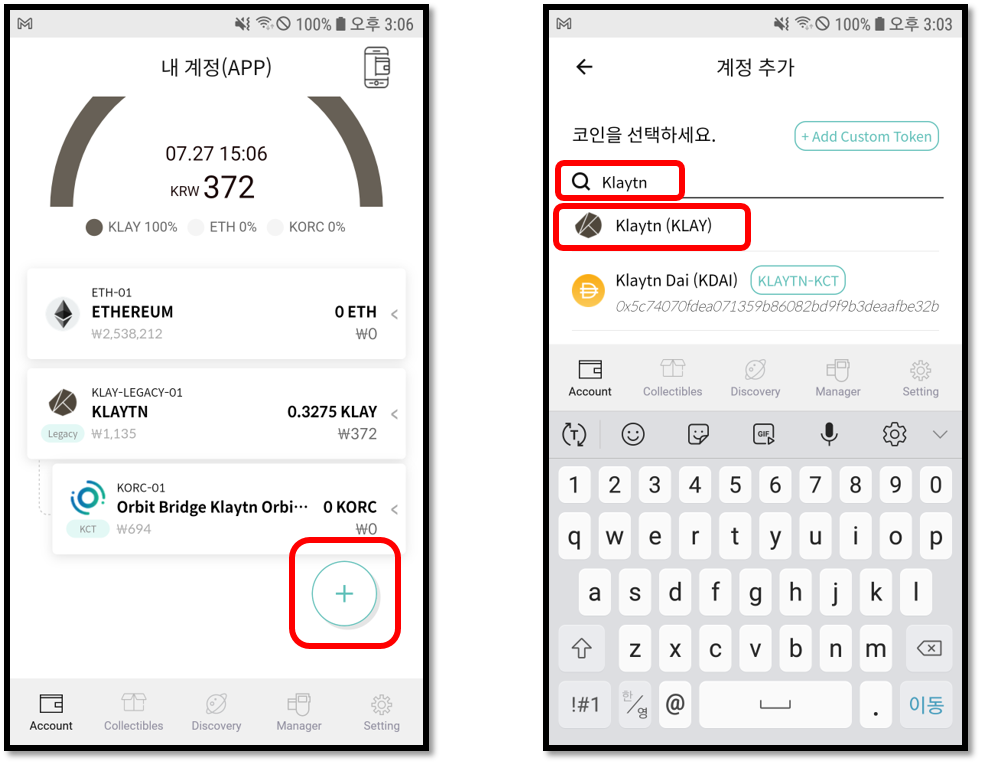 100% 오후 3:06
내 계정(APP)
07.27 15:06
KRW 372
KLAY 100% ETH 0% KORC 0%
ETH-01
ETHEREUM 0 ETH <
₩2,538,212 ₩0
KLAY-LEGACY-01
KLAYTN 0.3275 KLAY <
Legacy ₩1,135 ₩372
KORC-01
Orbit Bridge Klaytn Orbi··· 0 KORC <
KCT ₩694 ₩0
+
Account Collectibles Discovery Manager Setting
100% 오후 3:03
계정 추가
코인을 선택하세요. + Add Custom Token
Klaytn
Klaytn (KLAY)
Klaytn Dai (KDAI) KLAYTN-KCT
0x5c74070fdea071359b86082bd9f9b3deaafbe32b
Account Collectibles Discovery Manager Setting
T GIF
1 2 3 4 5 6 7 8 9 0
q w e r t y u i o p
a s d f g h j k l
z x c v b n m
!#1 한/영 @ . 이동